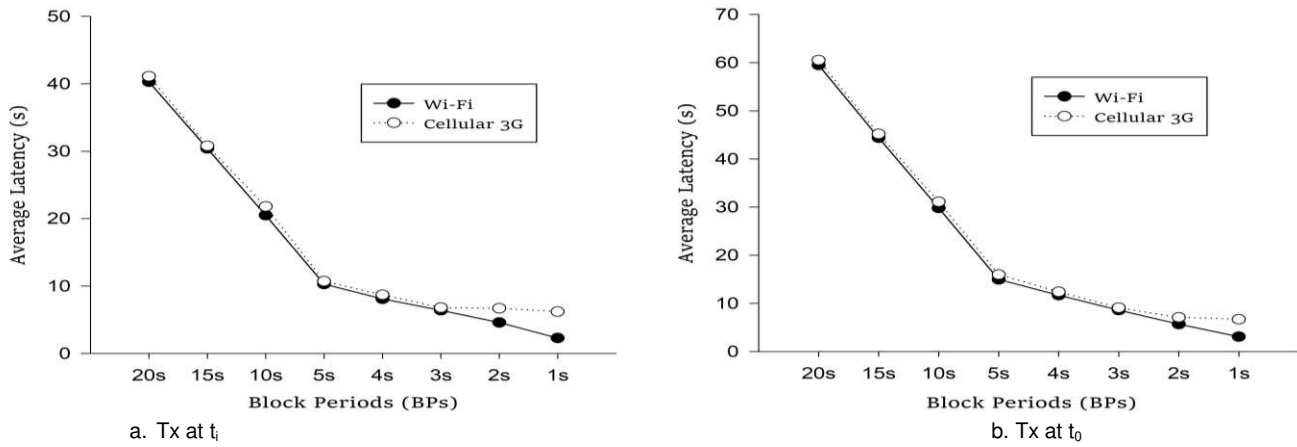 50
40
30
20
10
0
Average Latency (s)
Wi-Fi
Cellular 3G
20s 15s 10s 5s 4s 3s 2s 1s
Block Periods (BPs)
a. Tx at tᵢ
70
60
50
40
30
20
10
0
Average Latency (s)
Wi-Fi
Cellular 3G
20s 15s 10s 5s 4s 3s 2s 1s
Block Periods (BPs)
b. Tx at t₀